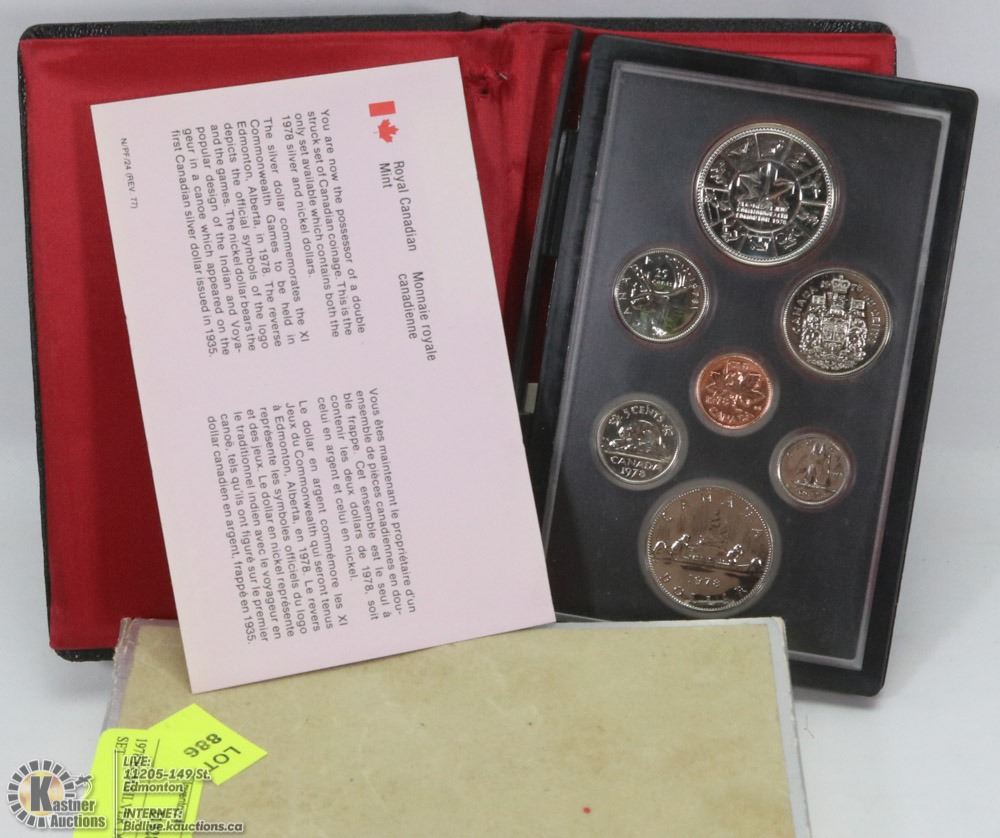 Royal Canadian Mint
Monnaie royale canadienne
You are now the possessor of a double
struck set of Canadian coinage. This is the
only set available which contains both the
1978 silver and nickel dollars.
The silver dollar commemorates the XI
Commonwealth Games to be held in
Edmonton, Alberta, in 1978. The reverse
depicts the official symbols of the logo
and the games. The nickel dollar bears the
popular design of the Indian and Voya-
geur in a canoe which appeared on the
first Canadian silver dollar issued in 1935.
Vous êtes maintenant le propriétaire d'un
ensemble de pièces canadiennes en dou-
ble frappe. Cet ensemble est le seul à
contenir les deux dollars de 1978, soit
celui en argent et celui en nickel.
Le dollar en argent commémore les XI
Jeux du Commonwealth qui seront tenus
à Edmonton, Alberta, en 1978. Le revers
représente les symboles officiels du logo
et des jeux. Le dollar en nickel représente
le traditionnel indien avec le voyageur en
canoë, tels qu'ils ont figuré sur le premier
dollar canadien en argent, frappé en 1935.
N/PF/24 (REV. 77)
25
CANADA
CANADA
1978
CANADA
5 CENTS
CANADA
1978
CANADA
1978
DOLLAR
LOT
886
SET
LIVE:
11205-149 St.
Edmonton
INTERNET:
Bidlive.kauctions.ca
K
Kastner
Auctions